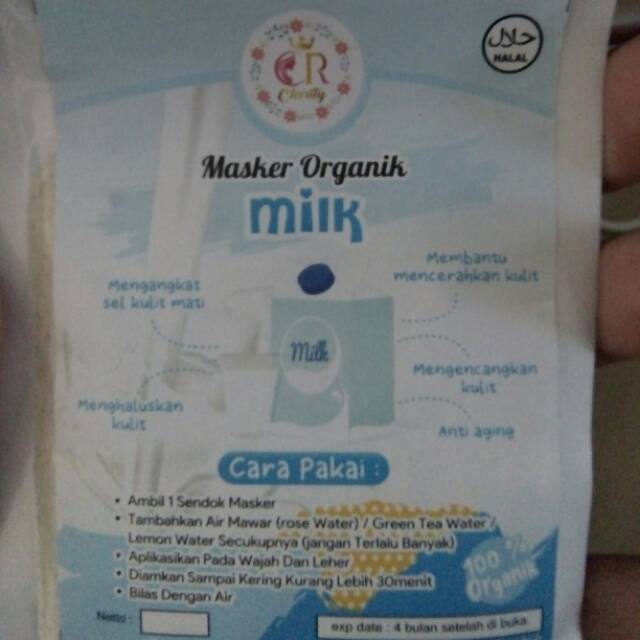 CR
Clerity
حلال
HALAL
Masker Organik
milk
Mengangkat
sel kulit mati
Membantu
mencerahkan kulit
Milk
Menghaluskan
kulit
Mengencangkan
kulit
Anti aging
Cara Pakai :
• Ambil 1 Sendok Masker
• Tambahkan Air Mawar (rose Water) / Green Tea Water /
Lemon Water Secukupnya (jangan Terlalu Banyak)
• Aplikasikan Pada Wajah Dan Leher
• Diamkan Sampai Kering Kurang Lebih 30menit
• Bilas Dengan Air
100 %
Organik
Netto :
exp date : 4 bulan setelah di buka.